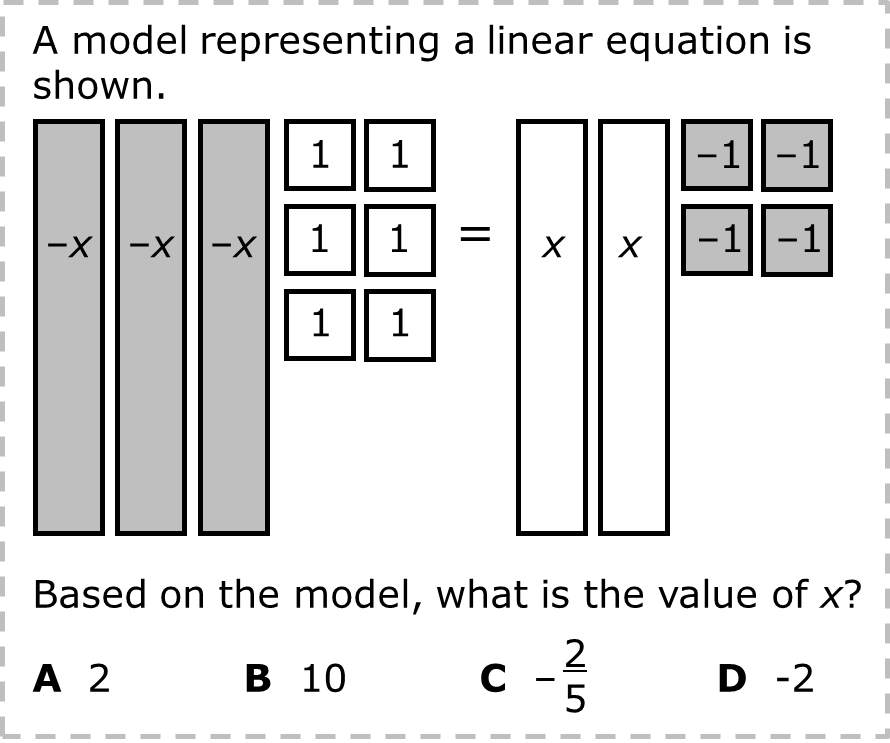 A model representing a linear equation is
shown.
1 1 –1 –1
–x –x –x 1 1 = x x –1 –1
1 1
Based on the model, what is the value of x?
A 2 B 10 C –2/5 D -2